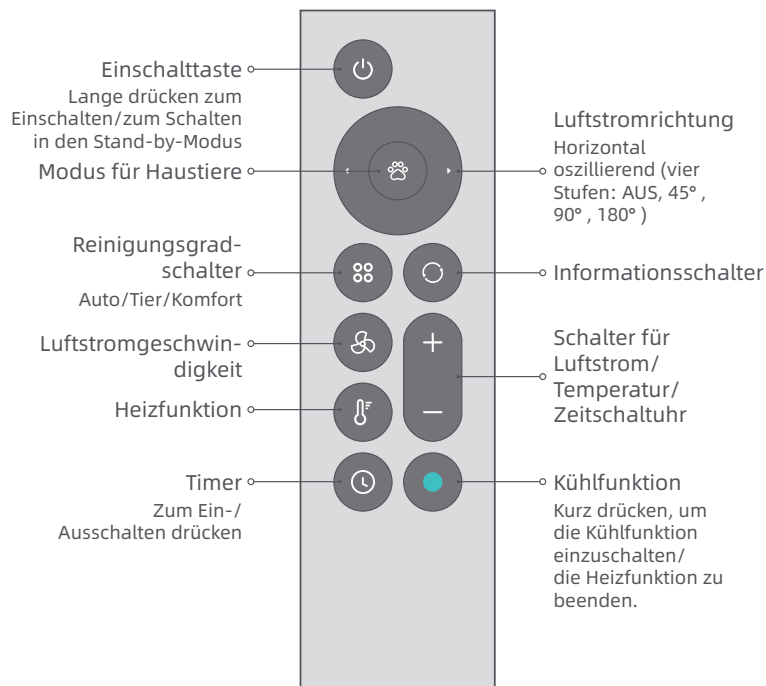 Einschalttaste
Lange drücken zum
Einschalten/zum Schalten
in den Stand-by-Modus
Modus für Haustiere
Reinigungsgrad-
schalter
Auto/Tier/Komfort
Luftstromgeschwin-
digkeit
Heizfunktion
Timer
Zum Ein-/
Ausschalten drücken
Luftstromrichtung
Horizontal
oszillierend (vier
Stufen: AUS, 45° ,
90° , 180° )
Informationsschalter
Schalter für
Luftstrom/
Temperatur/
Zeitschaltuhr
Kühlfunktion
Kurz drücken, um
die Kühlfunktion
einzuschalten/
die Heizfunktion zu
beenden.